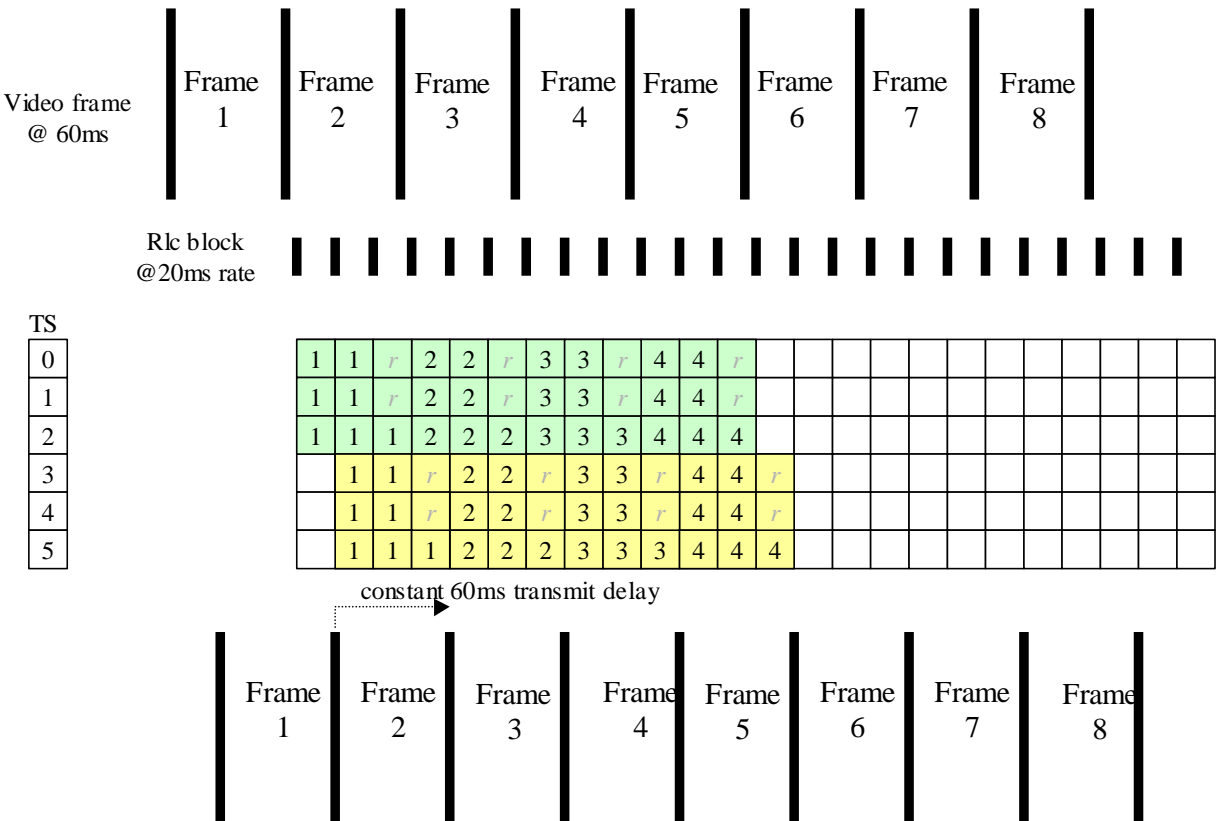 Frame 1 Frame 2 Frame 3 Frame 4 Frame 5 Frame 6 Frame 7 Frame 8
Video frame
@ 60ms
Rlc block
@20ms rate
TS
0 1 1 r 2 2 r 3 3 r 4 4 r
1 1 1 r 2 2 r 3 3 r 4 4 r
2 1 1 1 2 2 2 3 3 3 4 4 4
3 1 1 r 2 2 r 3 3 r 4 4 r
4 1 1 r 2 2 r 3 3 r 4 4 r
5 1 1 1 2 2 2 3 3 3 4 4 4
constant 60ms transmit delay
Frame 1 Frame 2 Frame 3 Frame 4 Frame 5 Frame 6 Frame 7 Frame 8